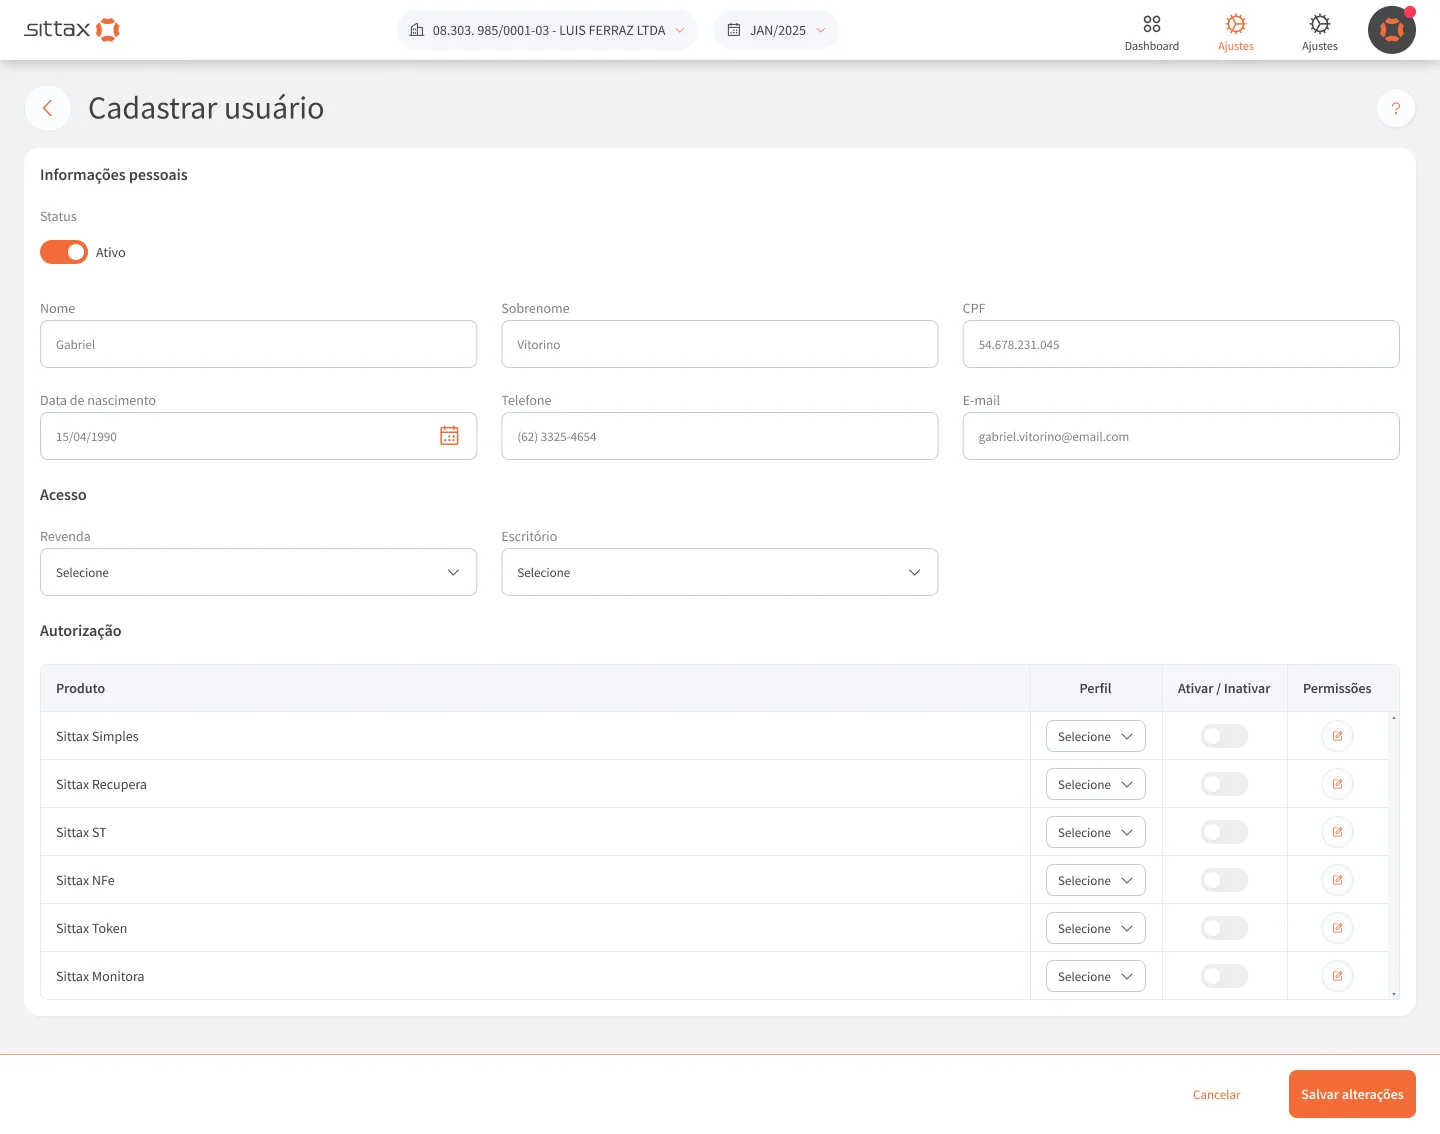 sittax
08.303. 985/0001-03 - LUIS FERRAZ LTDA
JAN/2025
Dashboard
Ajustes
Ajustes
Cadastrar usuário
?
Informações pessoais
Status
Ativo
Nome
Sobrenome
CPF
Gabriel
Vitorino
54.678.231.045
Data de nascimento
Telefone
E-mail
15/04/1990
(62) 3325-4654
gabriel.vitorino@email.com
Acesso
Revenda
Escritório
Selecione
Selecione
Autorização
Produto
Perfil
Ativar / Inativar
Permissões
Sittax Simples
Selecione
Sittax Recupera
Selecione
Sittax ST
Selecione
Sittax NFe
Selecione
Sittax Token
Selecione
Sittax Monitora
Selecione
Cancelar
Salvar alterações